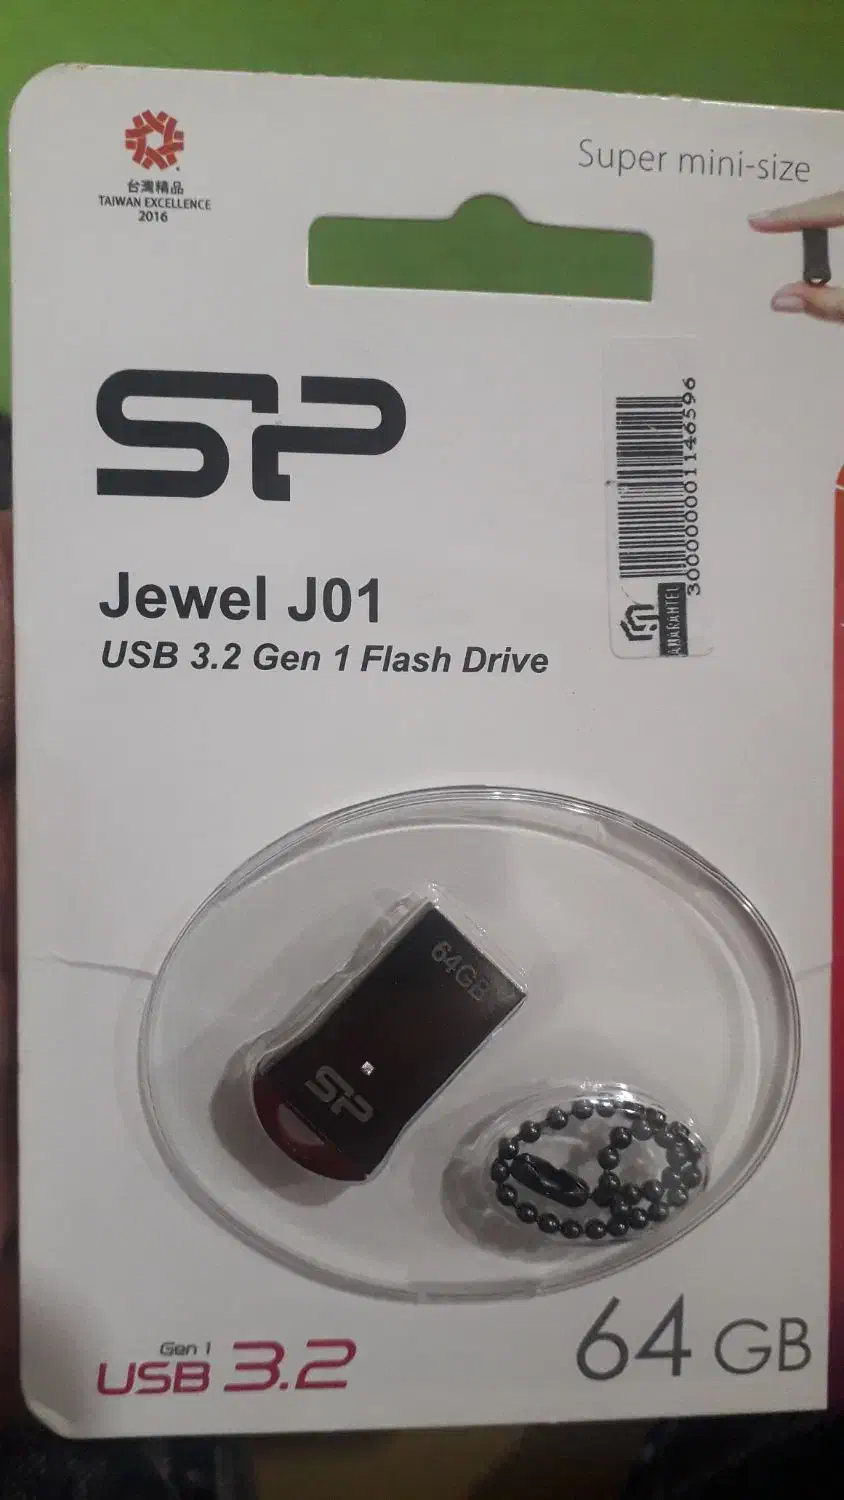 台灣精品
TAIWAN EXCELLENCE
2016
Super mini-size
SP
3000000001146596
AMARAHTEL
Jewel J01
USB 3.2 Gen 1 Flash Drive
64GB
SP
Gen 1
USB 3.2
64 GB